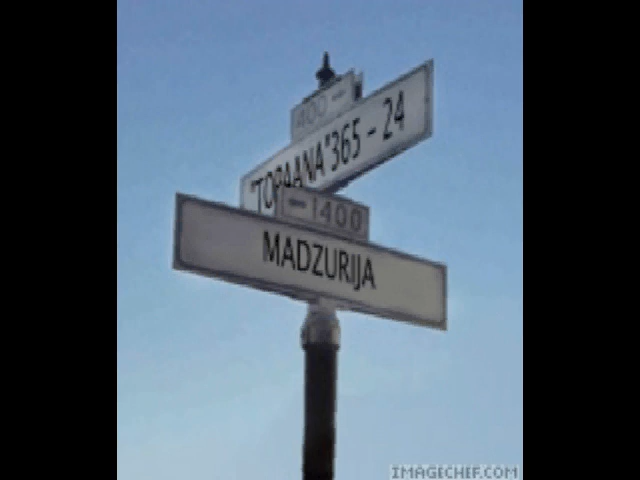 400 →
"TOPAANA"365 - 24
← 1400
MADZURIJA
IMAGECHEF.COM